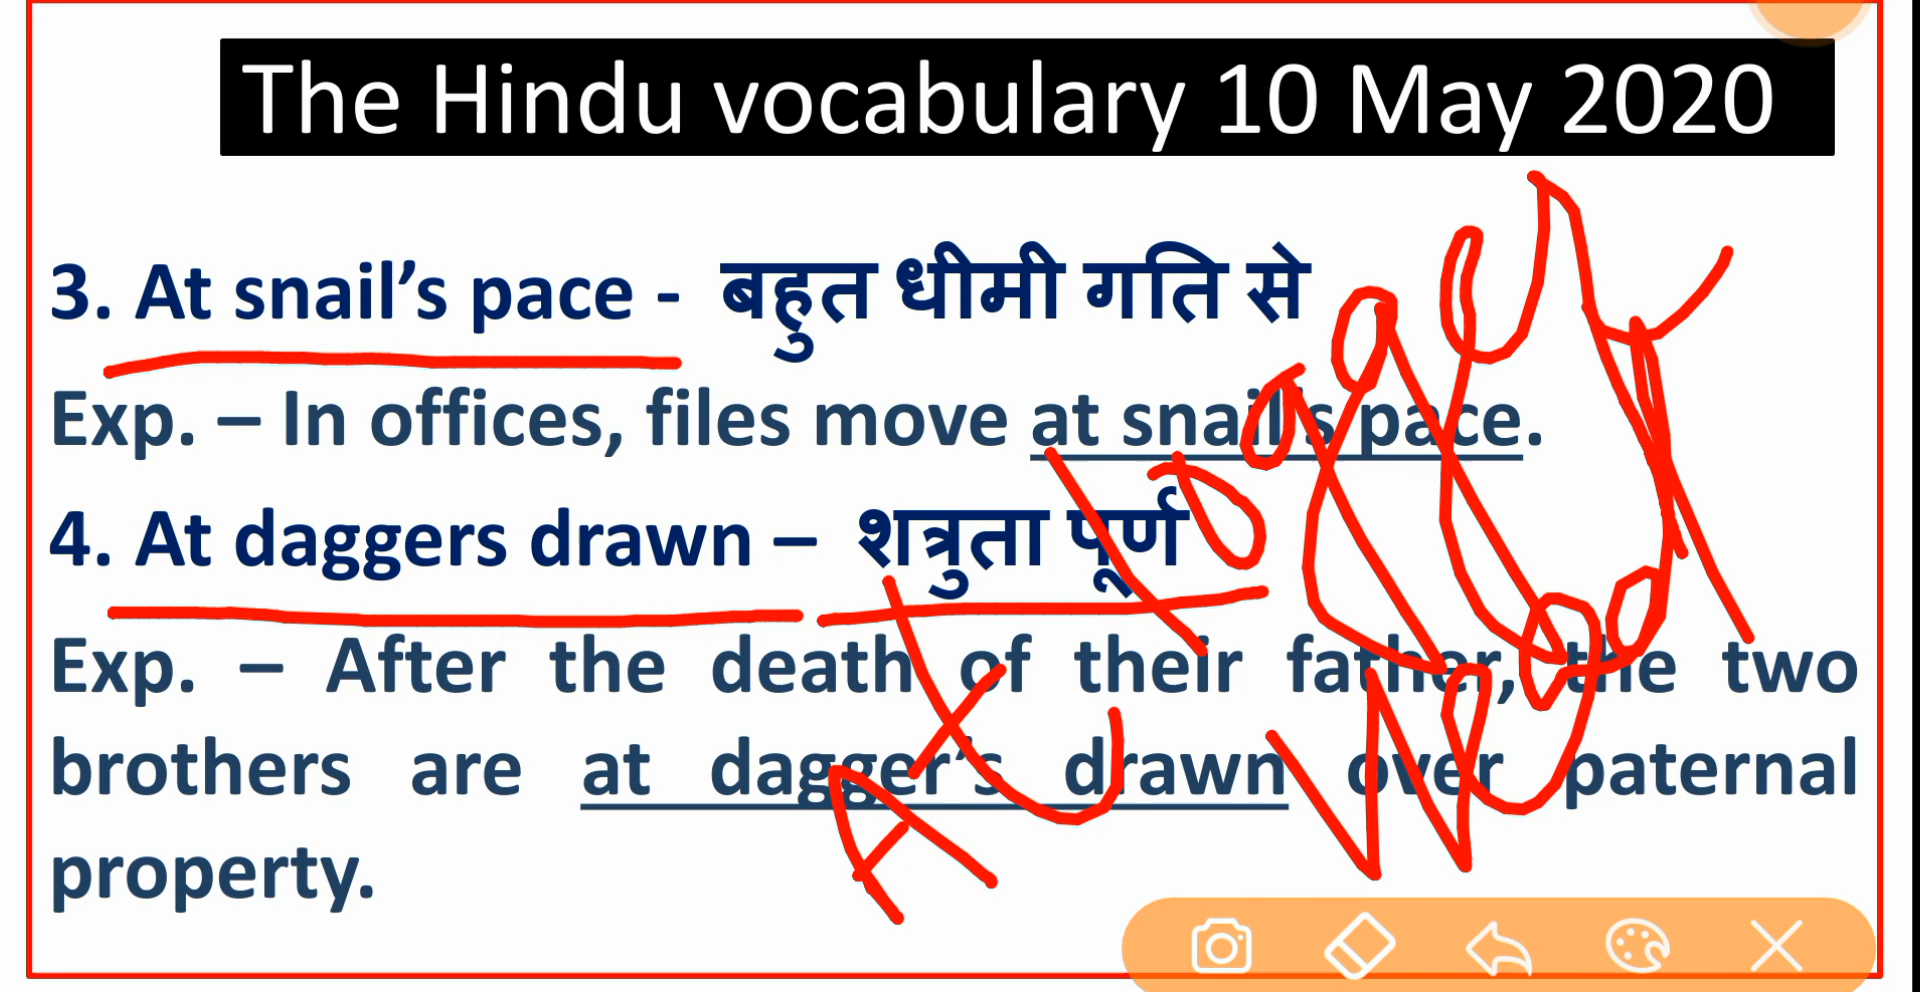 The Hindu vocabulary 10 May 2020
3. At snail’s pace - बहुत धीमी गति से
Exp. – In offices, files move at snail’s pace.
4. At daggers drawn – शत्रुता पूर्ण
Exp. – After the death of their father, the two
brothers are at dagger’s drawn over paternal
property.